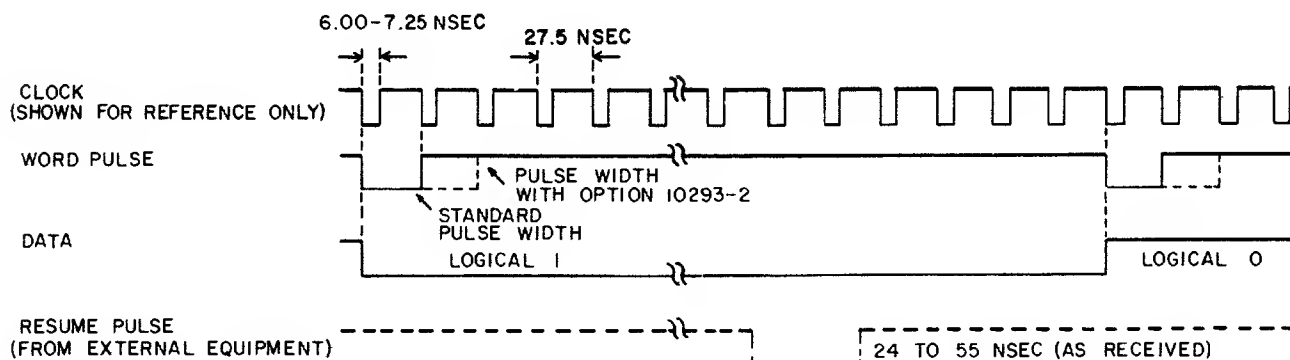 6.00-7.25 NSEC
27.5 NSEC
CLOCK
(SHOWN FOR REFERENCE ONLY)
WORD PULSE
PULSE WIDTH
WITH OPTION 10293-2
STANDARD
PULSE WIDTH
DATA
LOGICAL 1
LOGICAL 0
RESUME PULSE
(FROM EXTERNAL EQUIPMENT)
24 TO 55 NSEC (AS RECEIVED)